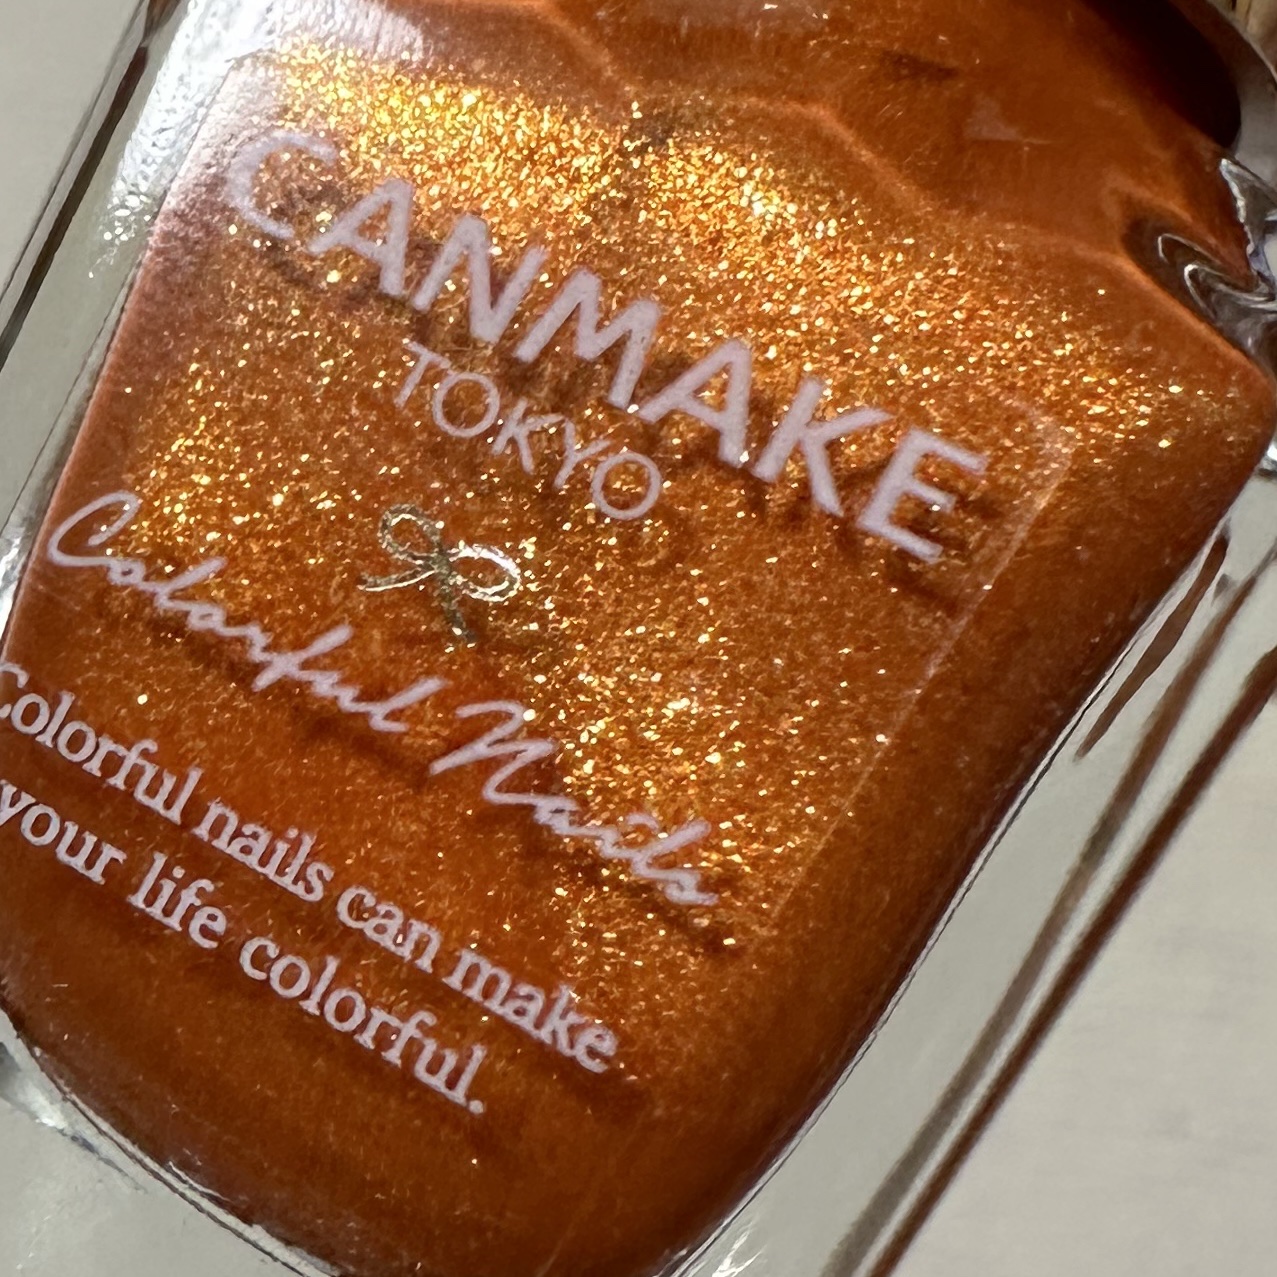 CANMAKE
TOKYO
Colorful Nails
Colorful nails can make
your life colorful.